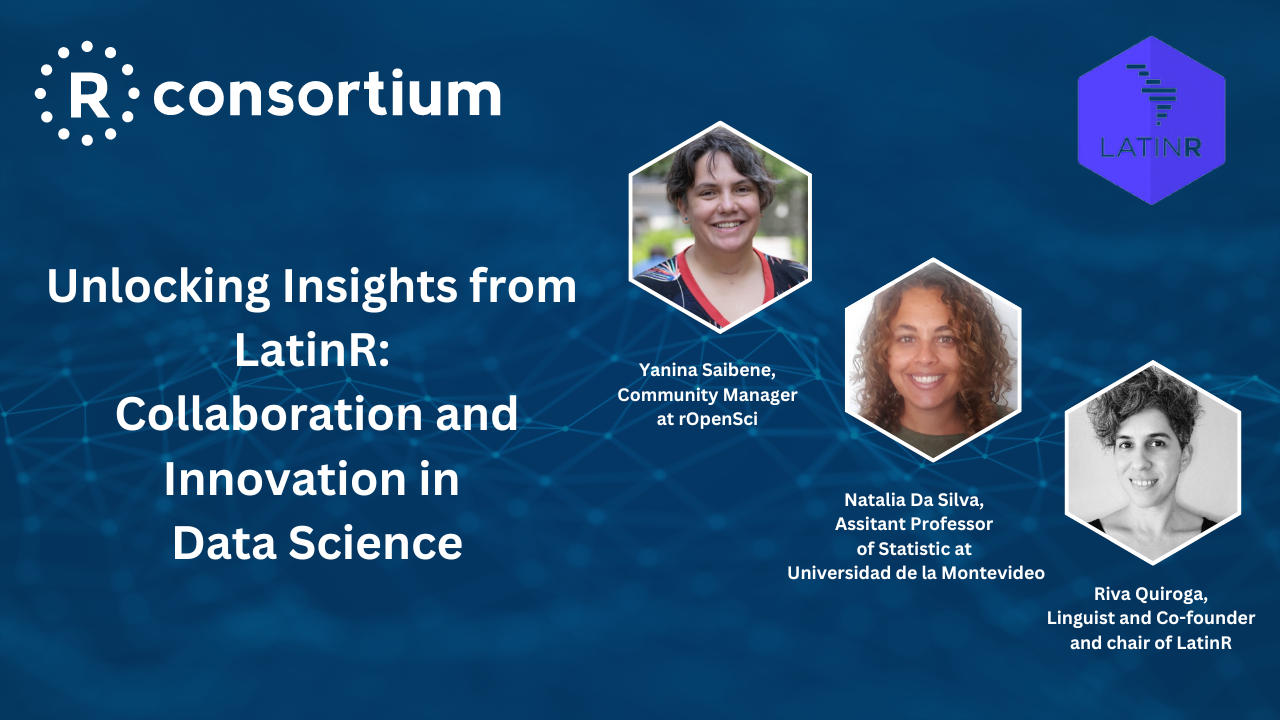 R consortium
LATINR
Unlocking Insights from
LatinR:
Collaboration and
Innovation in
Data Science
Yanina Saibene,
Community Manager
at rOpenSci
Natalia Da Silva,
Assitant Professor
of Statistic at
Universidad de la Montevideo
Riva Quiroga,
Linguist and Co-founder
and chair of LatinR